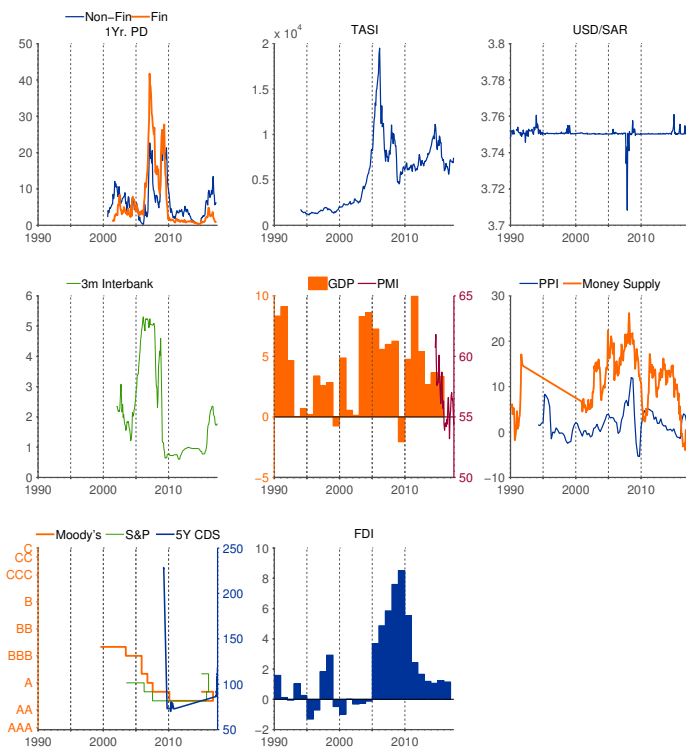 Non−Fin Fin
1Yr. PD TASI USD/SAR
50 2 x 10⁴ 3.8
40 1.5 3.78
30 3.76
20 1 3.74
10 0.5 3.72
0 0 3.7
1990 2000 2010 1990 2000 2010 1990 2000 2010
3m Interbank GDP PMI PPI Money Supply
6 10 65 30
5 20
4 5 60
3 10
2 0 55 0
1
0 −5 50 −10
1990 2000 2010 1990 2000 2010 1990 2000 2010
Moody's S&P 5Y CDS FDI
C 250 10
CC 8
CCC 200 6
B 150 4
BB
BBB 2
A 100 0
AA
AAA 50 −2
1990 2000 2010 1990 2000 2010